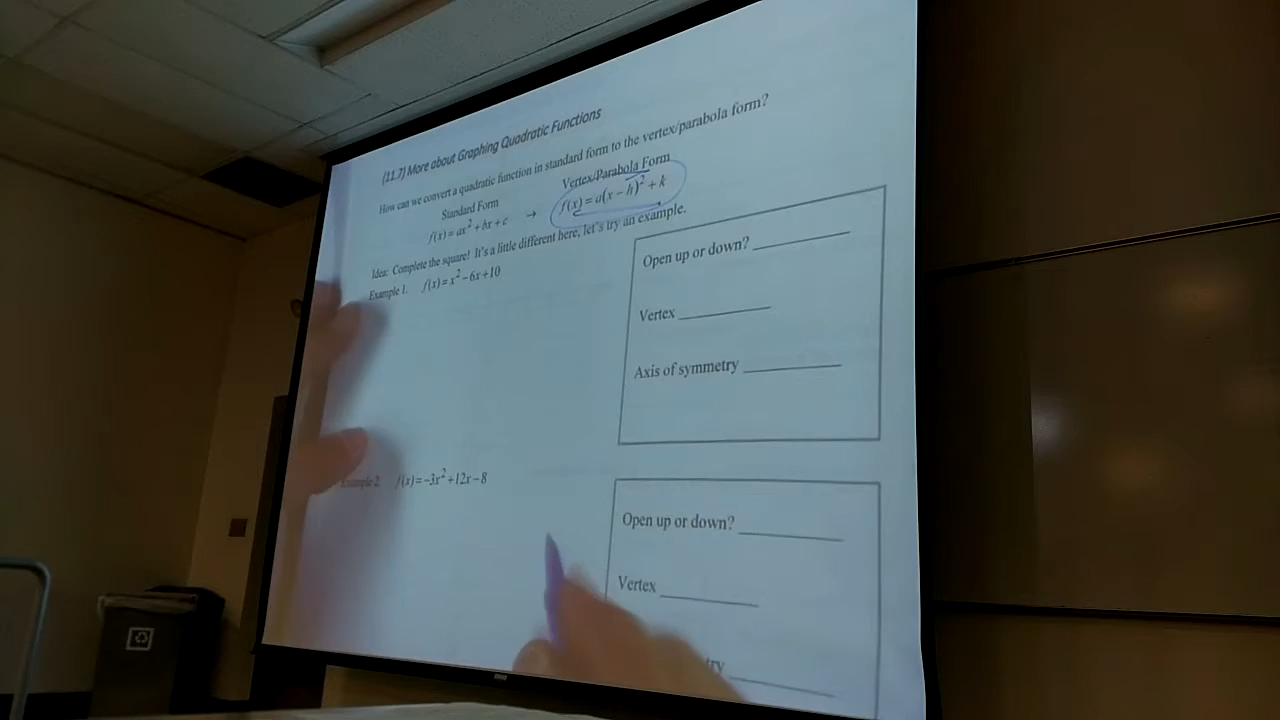 (11.7) More about Graphing Quadratic Functions
How can we convert a quadratic function in standard form to the vertex/parabola form?
Standard Form Vertex/Parabola Form
f(x) = ax² + bx + c → f(x) = a(x − h)² + k
Idea: Complete the square! It's a little different here, let's try an example.
Example 1. f(x) = x² − 6x + 10
Open up or down?
Vertex
Axis of symmetry
Example 2. f(x) = −3x² + 12x − 8
Open up or down?
Vertex